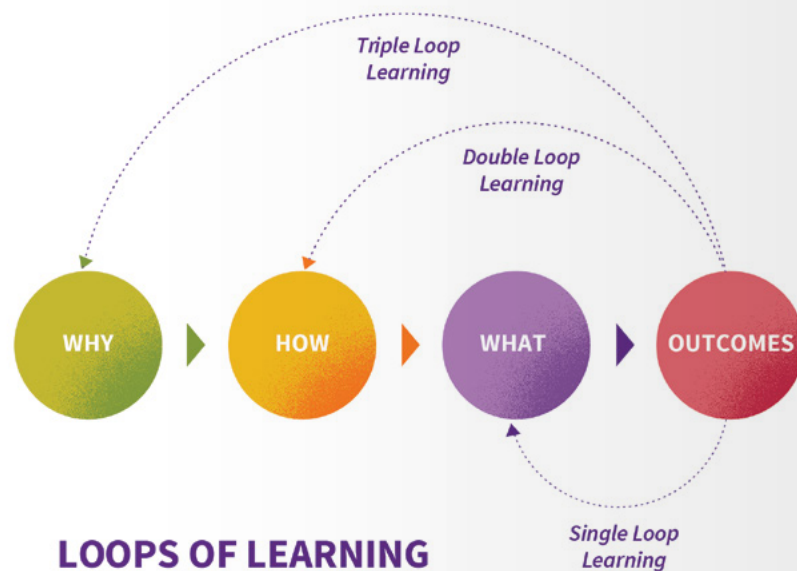 Triple Loop
Learning
Double Loop
Learning
WHY
HOW
WHAT
OUTCOMES
Single Loop
Learning
LOOPS OF LEARNING